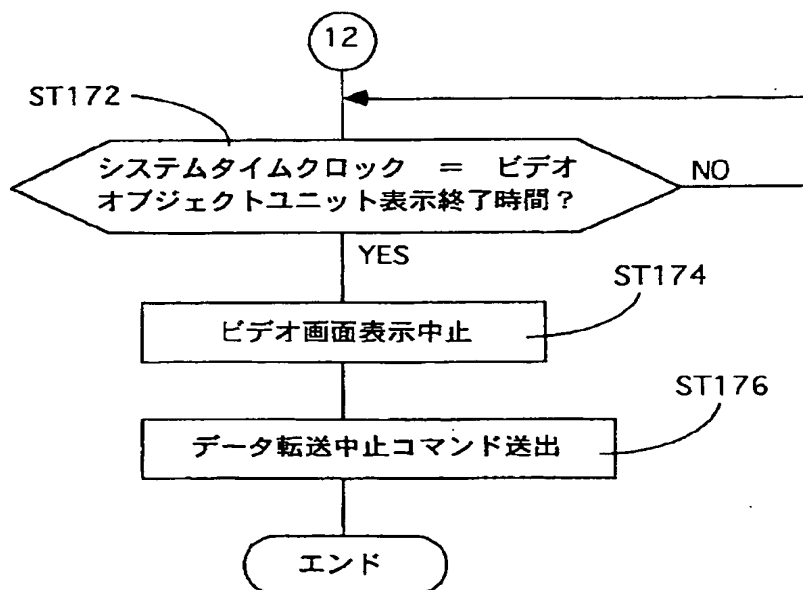 12
ST172
システムタイムクロック = ビデオ
オブジェクトユニット表示終了時間?
NO
YES
ST174
ビデオ画面表示中止
ST176
データ転送中止コマンド送出
エンド